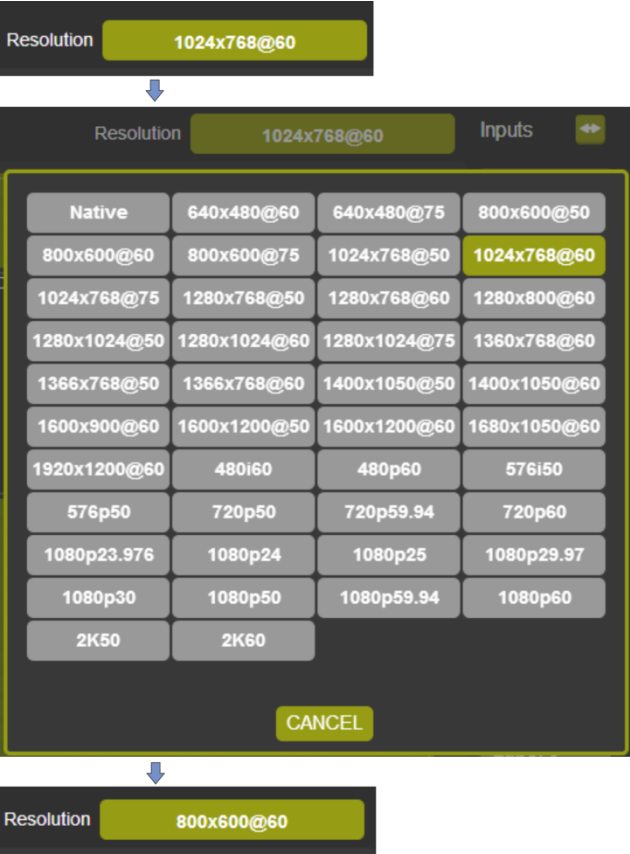 Resolution 1024x768@60
Resolution 1024x768@60 Inputs
Native 640x480@60 640x480@75 800x600@50
800x600@60 800x600@75 1024x768@50 1024x768@60
1024x768@75 1280x768@50 1280x768@60 1280x800@60
1280x1024@50 1280x1024@60 1280x1024@75 1360x768@60
1366x768@50 1366x768@60 1400x1050@50 1400x1050@60
1600x900@60 1600x1200@50 1600x1200@60 1680x1050@60
1920x1200@60 480i60 480p60 576i50
576p50 720p50 720p59.94 720p60
1080p23.976 1080p24 1080p25 1080p29.97
1080p30 1080p50 1080p59.94 1080p60
2K50 2K60
CANCEL
Resolution 800x600@60